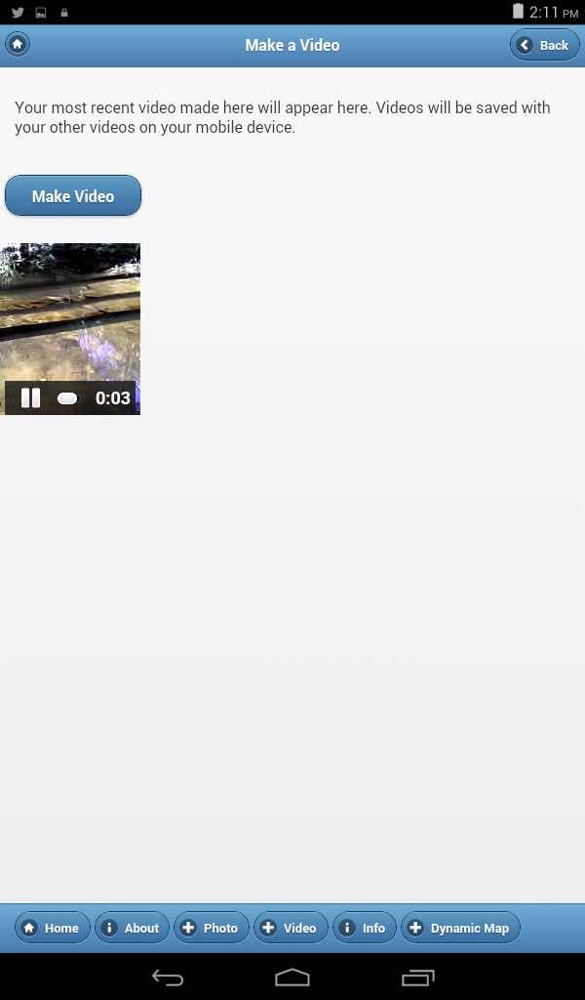 2:11 PM
Make a Video
Back
Your most recent video made here will appear here. Videos will be saved with
your other videos on your mobile device.
Make Video
0:03
Home
About
Photo
Video
Info
Dynamic Map